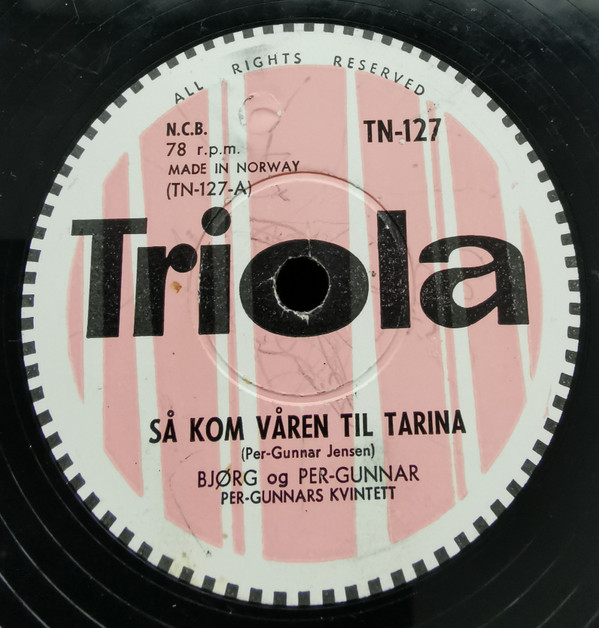 ALL RIGHTS RESERVED
N.C.B.
TN-127
78 r.p.m.
MADE IN NORWAY
(TN-127-A)
Triola
SÅ KOM VÅREN TIL TARINA
(Per-Gunnar Jensen)
BJØRG og PER-GUNNAR
PER-GUNNARS KVINTETT